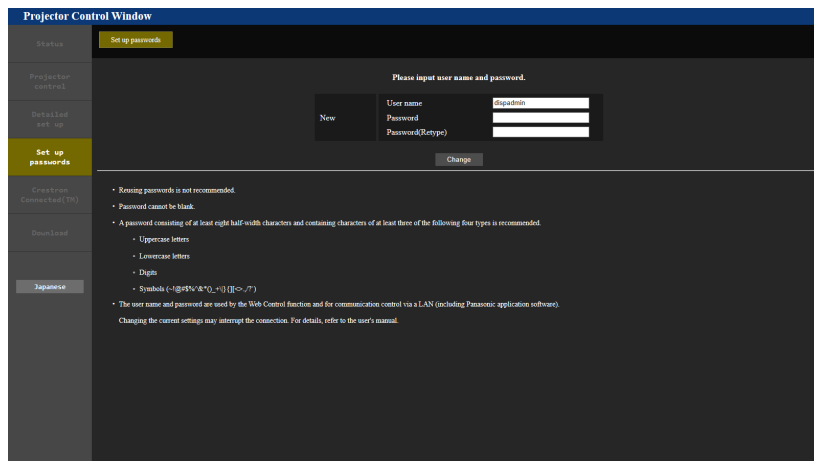 Projector Control Window
Status
Projector
control
Detailed
set up
Set up
passwords
Crestron
Connected(TM)
Download
Japanese
Set up passwords
Please input user name and password.
New
User name
dispadmin
Password
Password(Retype)
Change
• Reusing passwords is not recommended.
• Password cannot be blank.
• A password consisting of at least eight half-width characters and containing characters of at least three of the following four types is recommended.
• Uppercase letters
• Lowercase letters
• Digits
• Symbols (~!@#$%^&*()_+\|}{][<>.,/?')
• The user name and password are used by the Web Control function and for communication control via a LAN (including Panasonic application software).
Changing the current settings may interrupt the connection. For details, refer to the user's manual.